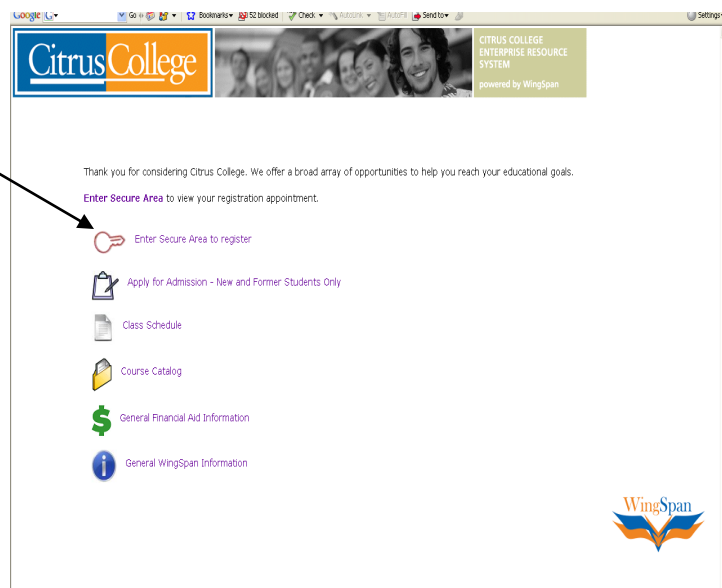 Google G Go Bookmarks 52 blocked Check AutoLink AutoFill Send to Settings
Citrus College
CITRUS COLLEGE
ENTERPRISE RESOURCE
SYSTEM
powered by WingSpan
Thank you for considering Citrus College. We offer a broad array of opportunities to help you reach your educational goals.
Enter Secure Area to view your registration appointment.
Enter Secure Area to register
Apply for Admission - New and Former Students Only
Class Schedule
Course Catalog
General Financial Aid Information
General WingSpan Information
WingSpan